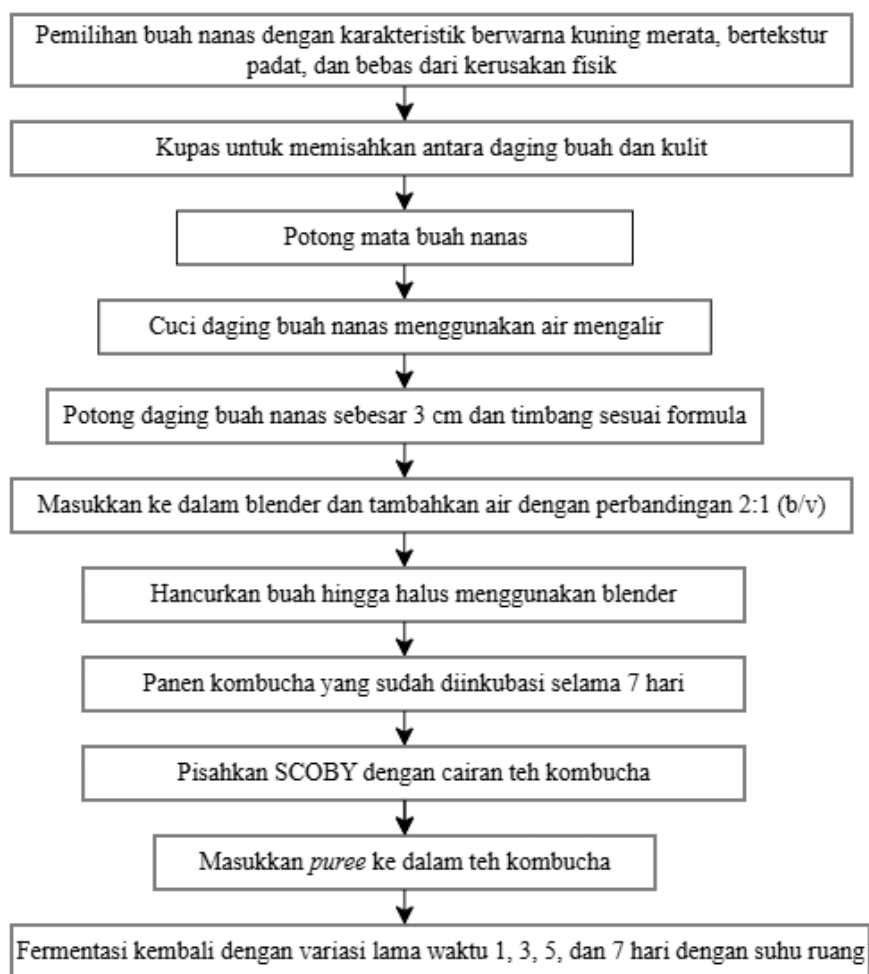 Pemilihan buah nanas dengan karakteristik berwarna kuning merata, bertekstur
padat, dan bebas dari kerusakan fisik
Kupas untuk memisahkan antara daging buah dan kulit
Potong mata buah nanas
Cuci daging buah nanas menggunakan air mengalir
Potong daging buah nanas sebesar 3 cm dan timbang sesuai formula
Masukkan ke dalam blender dan tambahkan air dengan perbandingan 2:1 (b/v)
Hancurkan buah hingga halus menggunakan blender
Panen kombucha yang sudah diinkubasi selama 7 hari
Pisahkan SCOBY dengan cairan teh kombucha
Masukkan puree ke dalam teh kombucha
Fermentasi kembali dengan variasi lama waktu 1, 3, 5, dan 7 hari dengan suhu ruang